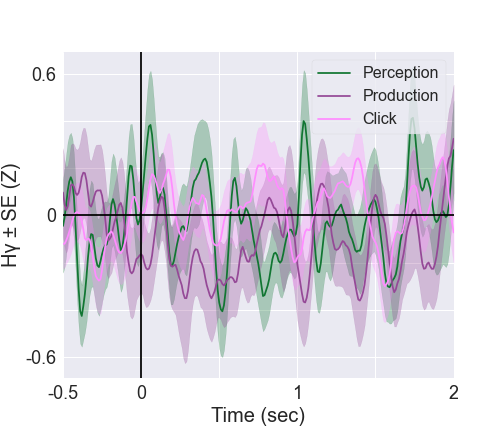 0.6
0
-0.6
Hγ ± SE (Z)
Perception
Production
Click
-0.5 0 1 2
Time (sec)